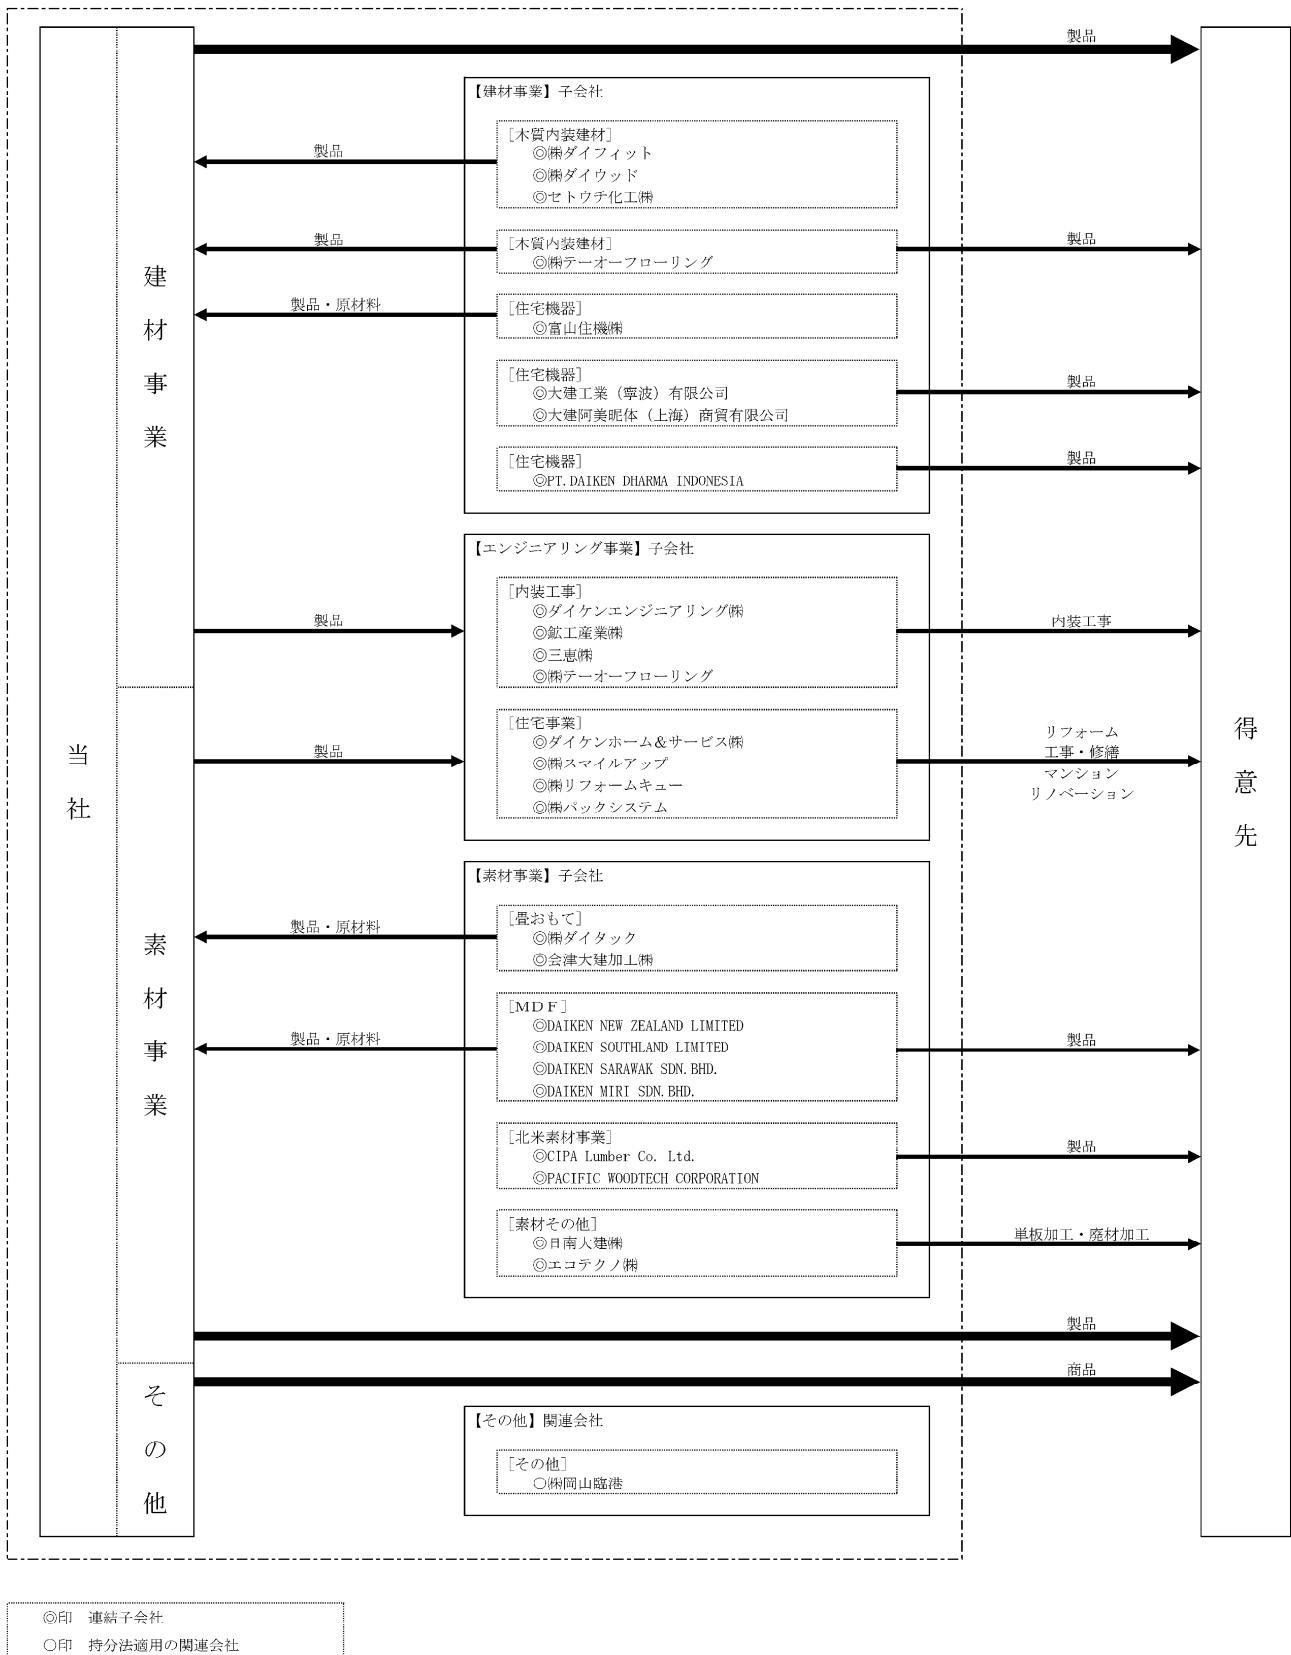 製品
【建材事業】子会社
[木質内装建材]
◎㈱ダイフィット
◎㈱ダイウッド
◎セトウチ化工㈱
製品
[木質内装建材]
◎㈱テーオーフローリング
製品
製品
[住宅機器]
◎富山住機㈱
製品・原材料
[住宅機器]
◎大建工業（寧波）有限公司
◎大建阿美昵体（上海）商貿有限公司
製品
[住宅機器]
◎PT.DAIKEN DHARMA INDONESIA
製品
建材事業
【エンジニアリング事業】子会社
[内装工事]
◎ダイケンエンジニアリング㈱
◎鉱工産業㈱
◎三恵㈱
◎㈱テーオーフローリング
製品
内装工事
[住宅事業]
◎ダイケンホーム＆サービス㈱
◎㈱スマイルアップ
◎㈱リフォームキュー
◎㈱パックシステム
製品
リフォーム
工事・修繕
マンション
リノベーション
当社
得意先
【素材事業】子会社
[畳おもて]
◎㈱ダイタック
◎会津大建加工㈱
製品・原材料
[ＭＤＦ]
◎DAIKEN NEW ZEALAND LIMITED
◎DAIKEN SOUTHLAND LIMITED
◎DAIKEN SARAWAK SDN.BHD.
◎DAIKEN MIRI SDN.BHD.
製品・原材料
製品
[北米素材事業]
◎CIPA Lumber Co. Ltd.
◎PACIFIC WOODTECH CORPORATION
製品
[素材その他]
◎日南大建㈱
◎エコテクノ㈱
単板加工・廃材加工
素材事業
製品
商品
その他
【その他】関連会社
[その他]
○㈱岡山臨港
◎印　連結子会社
○印　持分法適用の関連会社